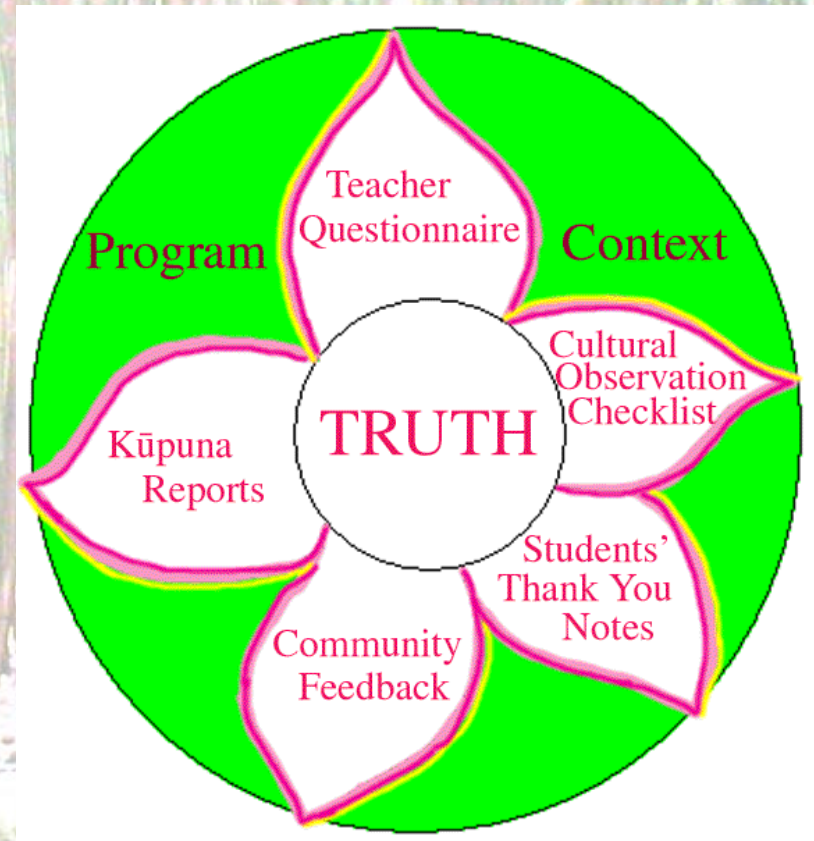 Teacher
Questionnaire
Program
Context
Cultural
Observation
Checklist
TRUTH
Kūpuna
Reports
Students’
Thank You
Notes
Community
Feedback